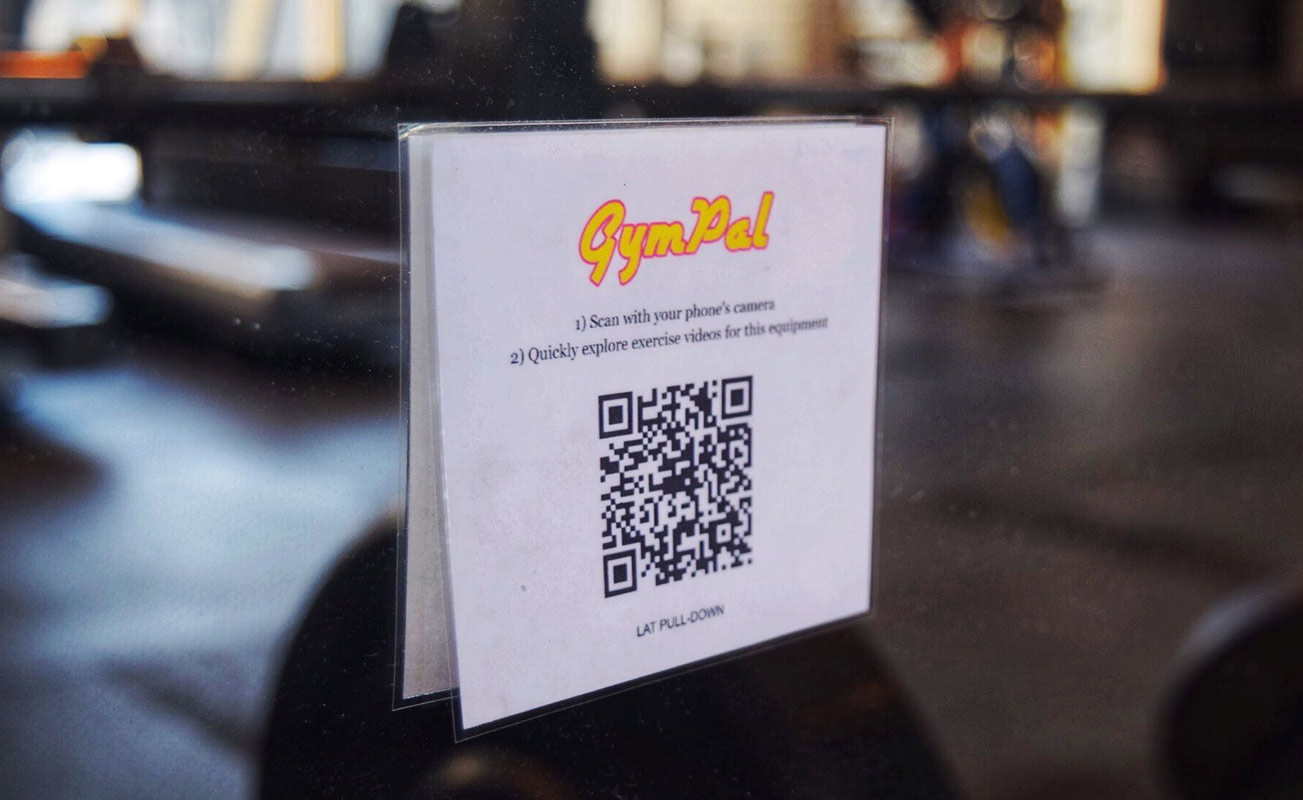 GymPal
1) Scan with your phone's camera
2) Quickly explore exercise videos for this equipment
LAT PULL-DOWN